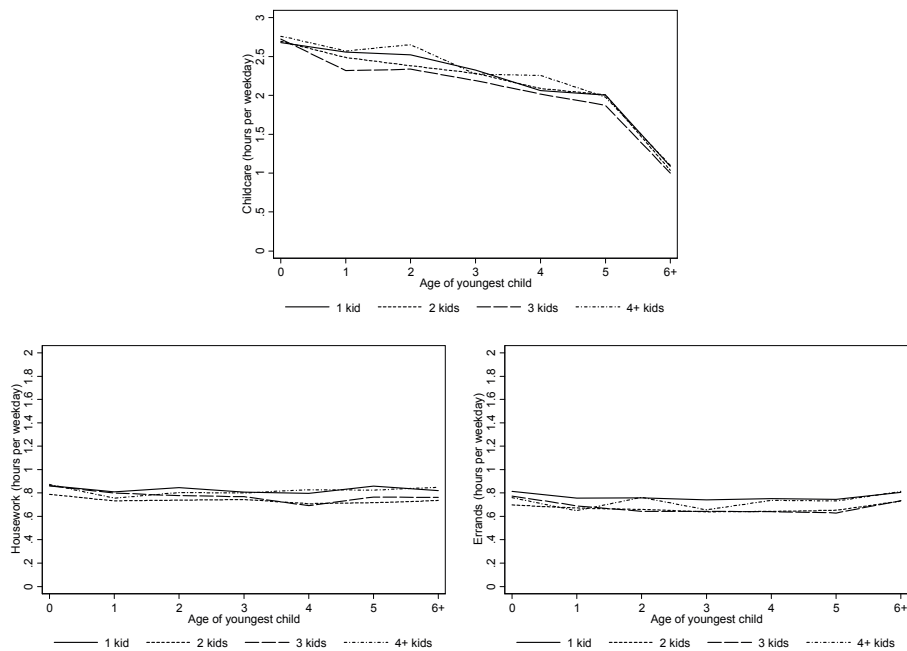 Childcare (hours per weekday)
3
2.5
2
1.5
1
.5
0
0 1 2 3 4 5 6+
Age of youngest child
1 kid 2 kids 3 kids 4+ kids
Housework (hours per weekday)
2
1.8
1.6
1.4
1.2
1
.8
.6
.4
.2
0
0 1 2 3 4 5 6+
Age of youngest child
1 kid 2 kids 3 kids 4+ kids
Errands (hours per weekday)
2
1.8
1.6
1.4
1.2
1
.8
.6
.4
.2
0
0 1 2 3 4 5 6+
Age of youngest child
1 kid 2 kids 3 kids 4+ kids